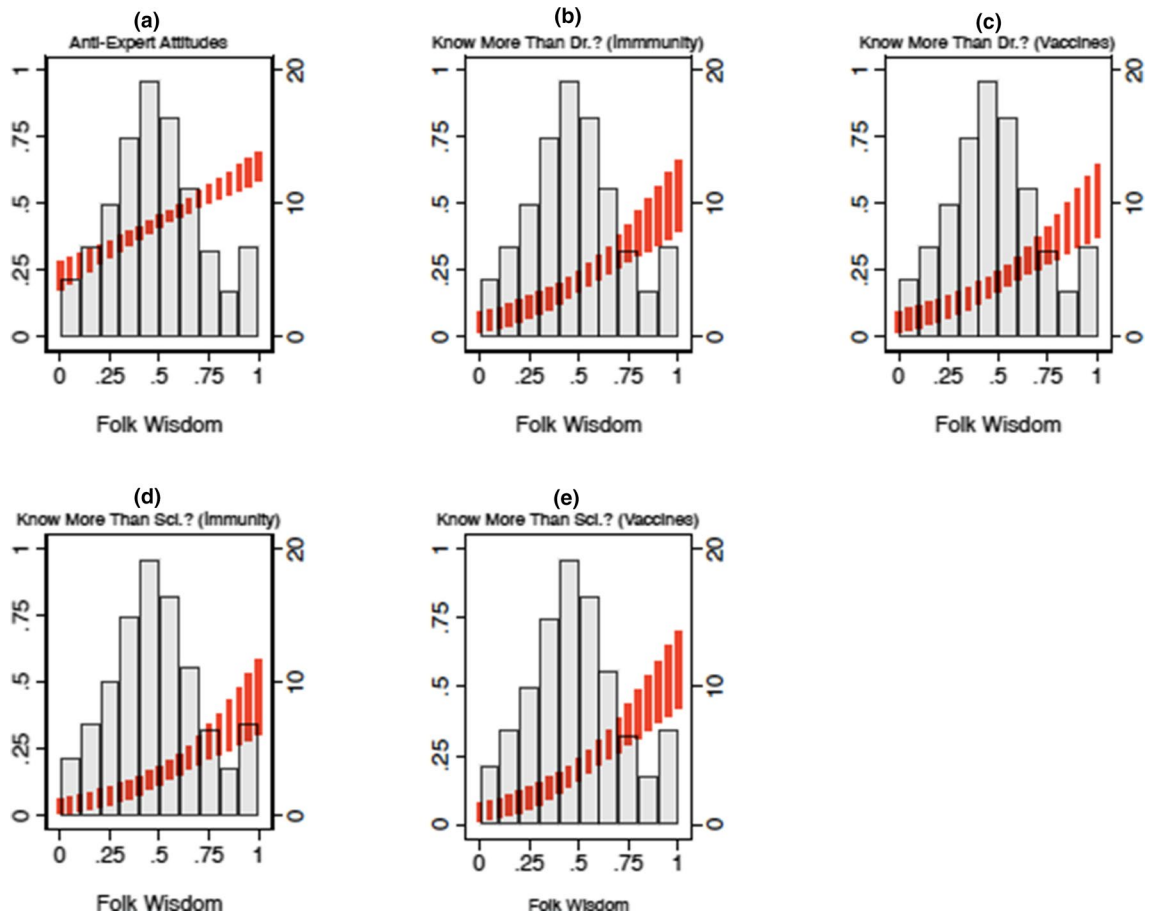 (a)
Anti-Expert Attitudes
1
.75
.5
.25
0
20
10
0
0 .25 .5 .75 1
Folk Wisdom
(b)
Know More Than Dr.? (Immmunity)
1
.75
.5
.25
0
20
10
0
0 .25 .5 .75 1
Folk Wisdom
(c)
Know More Than Dr.? (Vaccines)
1
.75
.5
.25
0
20
10
0
0 .25 .5 .75 1
Folk Wisdom
(d)
Know More Than Sci.? (Immunity)
1
.75
.5
.25
0
20
10
0
0 .25 .5 .75 1
Folk Wisdom
(e)
Know More Than Sci.? (Vaccines)
1
.75
.5
.25
0
20
10
0
0 .25 .5 .75 1
Folk Wisdom